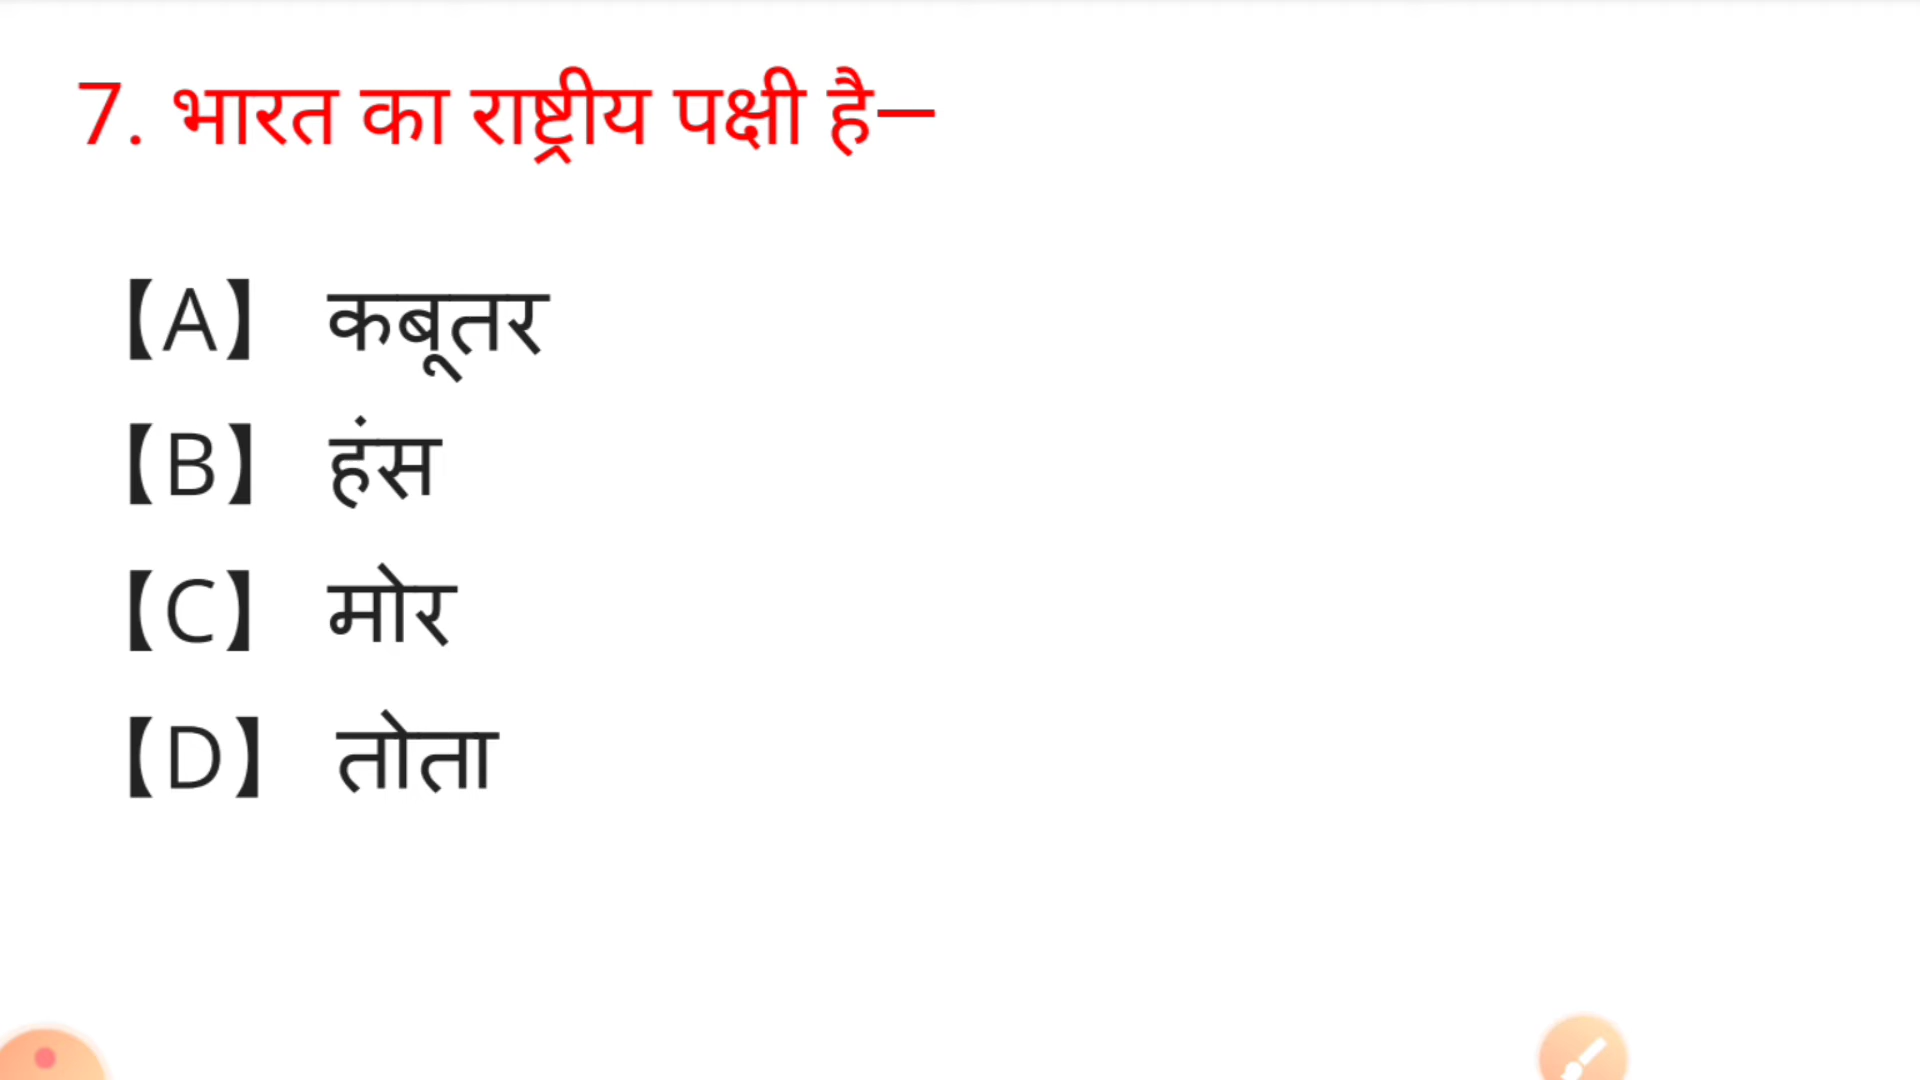 7. भारत का राष्ट्रीय पक्षी है–
【A】 कबूतर
【B】 हंस
【C】 मोर
【D】 तोता